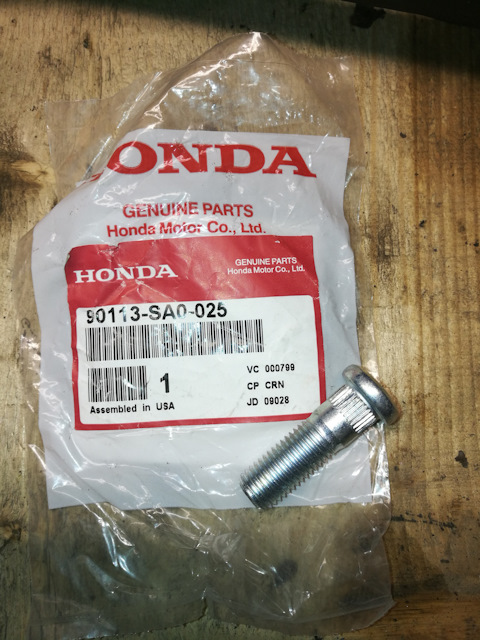 HONDA
GENUINE PARTS
Honda Motor Co., Ltd.
HONDA
GENUINE PARTS
Honda Motor Co., Ltd.
90113-SA0-025
1
VC 000799
CP CRN
JD 09028
Assembled in USA